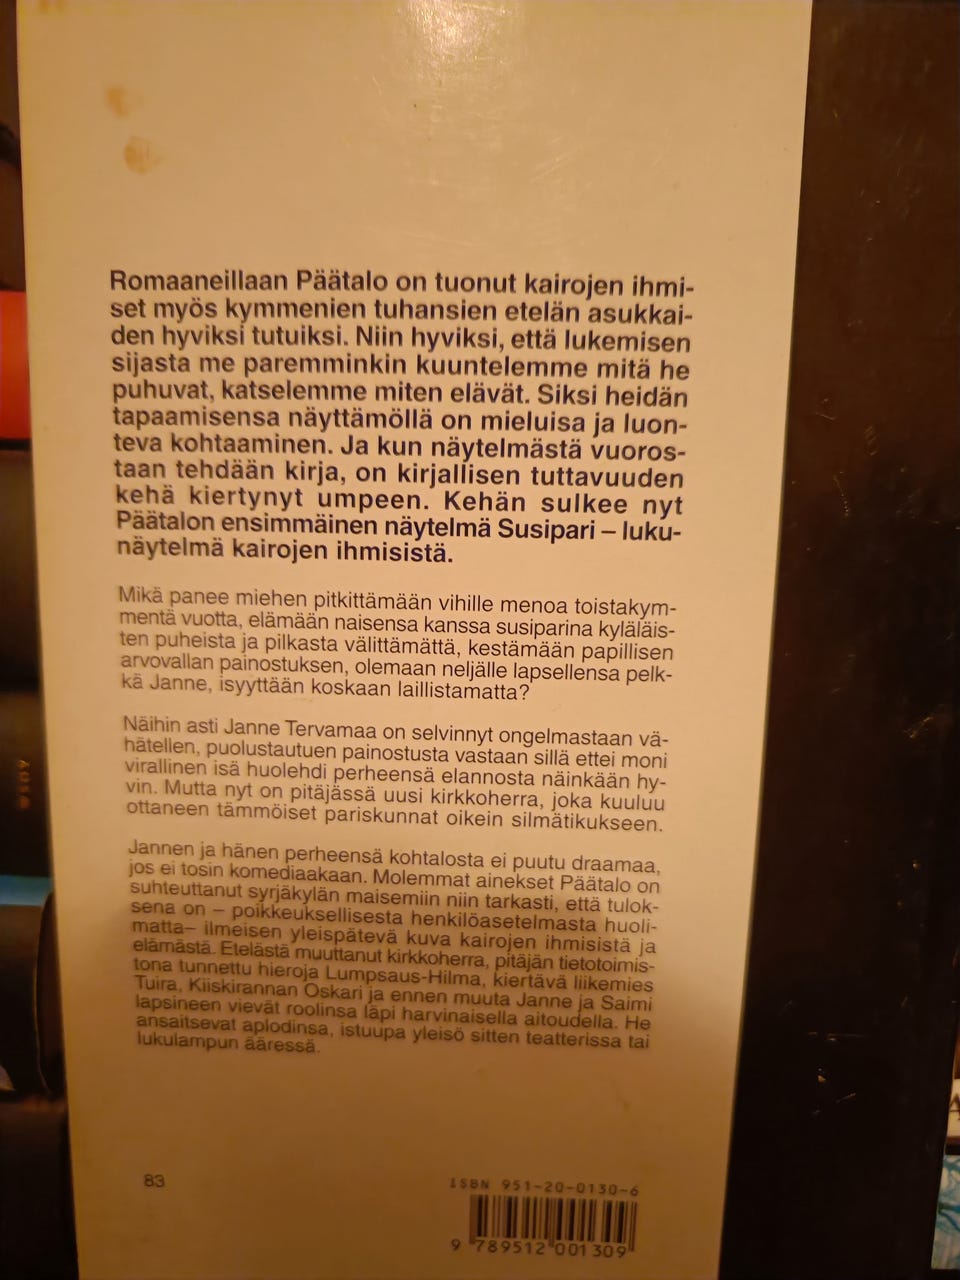 Romaaneillaan Päätalo on tuonut kairojen ihmi-
set myös kymmenien tuhansien etelän asukkai-
den hyviksi tutuiksi. Niin hyviksi, että lukemisen
sijasta me paremminkin kuuntelemme mitä he
puhuvat, katselemme miten elävät. Siksi heidän
tapaamisensa näyttämöllä on mieluisa ja luon-
teva kohtaaminen. Ja kun näytelmästä vuoros-
taan tehdään kirja, on kirjallisen tuttavuuden
kehä kiertynyt umpeen. Kehän sulkee nyt
Päätalon ensimmäinen näytelmä Susipari – luku-
näytelmä kairojen ihmisistä.
Mikä panee miehen pitkittämään vihille menoa toistakym-
mentä vuotta, elämään naisensa kanssa susiparina kyläläis-
ten puheista ja pilkasta välittämättä, kestämään papillisen
arvovallan painostuksen, olemaan neljälle lapsellensa pelk-
kä Janne, isyyttään koskaan laillistamatta?
Näihin asti Janne Tervamaa on selvinnyt ongelmastaan vä-
hätellen, puolustautuen painostusta vastaan sillä ettei moni
virallinen isä huolehdi perheensä elannosta näinkään hy-
vin. Mutta nyt on pitäjässä uusi kirkkoherra, joka kuuluu
ottaneen tämmöiset pariskunnat oikein silmätikukseen.
Jannen ja hänen perheensä kohtalosta ei puutu draamaa,
jos ei tosin komediaakaan. Molemmat ainekset Päätalo on
suhteuttanut syrjäkylän maisemiin niin tarkasti, että tulok-
sena on – poikkeuksellisesta henkilöasetelmasta huoli-
matta– ilmeisen yleispätevä kuva kairojen ihmisistä ja
elämästä. Etelästä muuttanut kirkkoherra, pitäjän tietotoimis-
tona tunnettu hieroja Lumpsaus-Hilma, kiertävä liikemies
Tuira, Kiiskirannan Oskari ja ennen muuta Janne ja Saimi
lapsineen vievät roolinsa läpi harvinaisella aitoudella. He
ansaitsevat aplodinsa, istuupa yleisö sitten teatterissa tai
lukulampun ääressä.
83
ISBN 951-20-0130-6
9 789512 001309